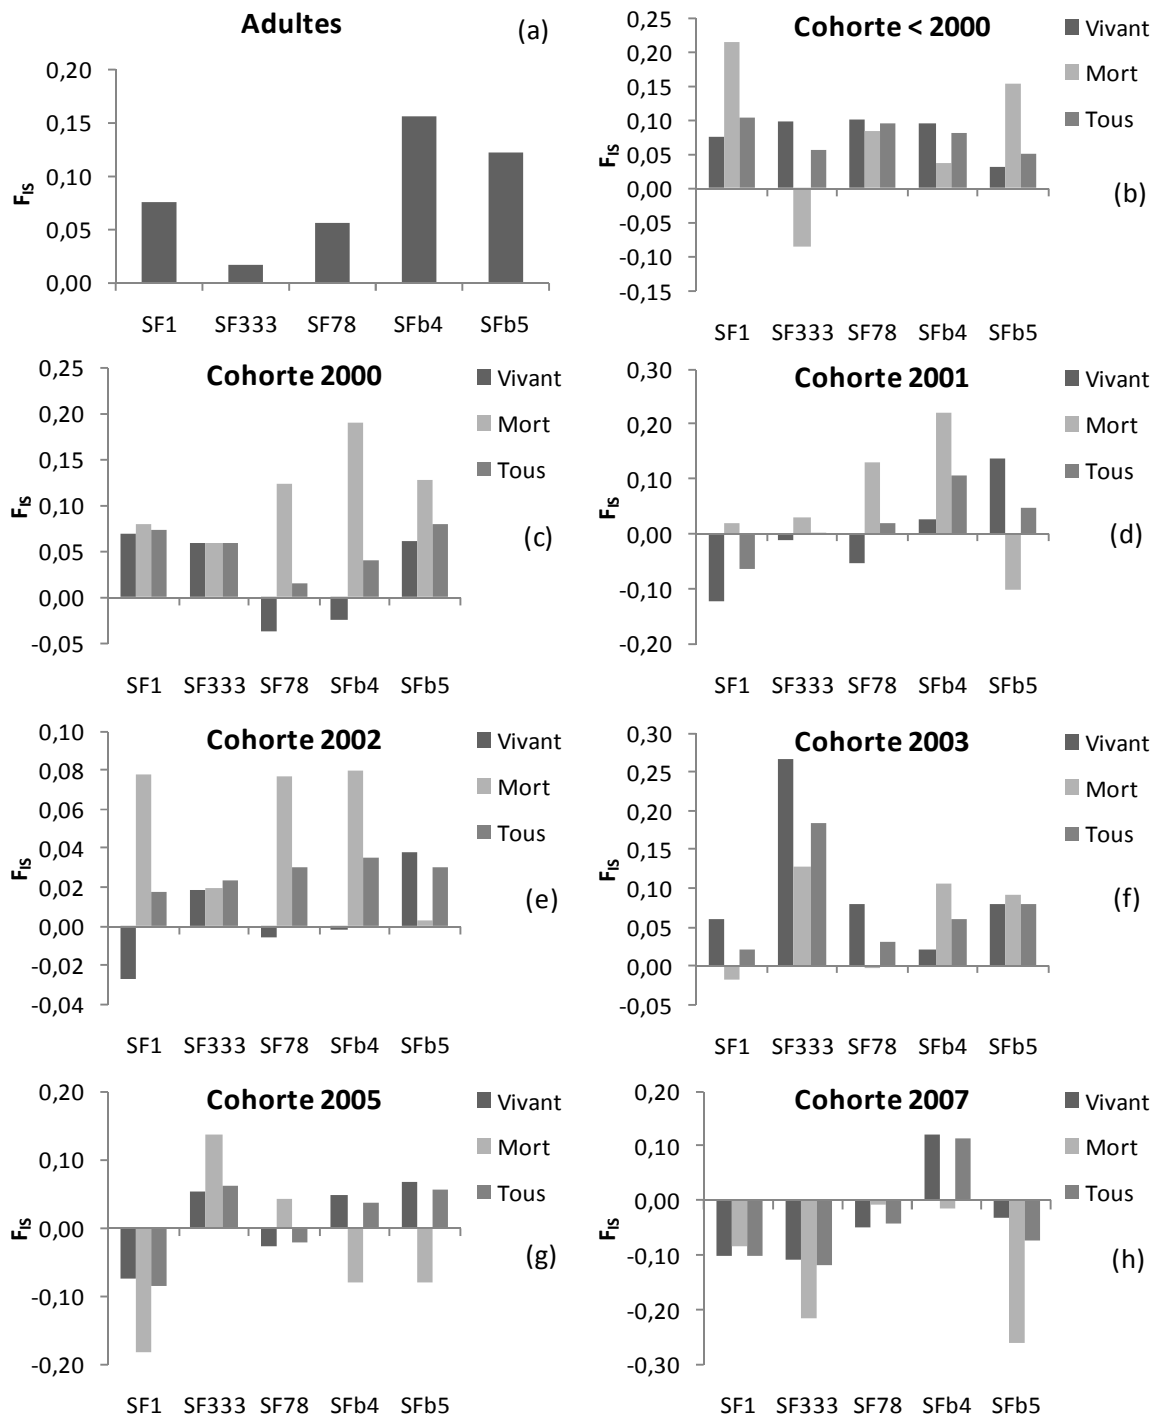 Adultes
(a)
0,20
0,15
0,10
0,05
0,00
FIS
SF1 SF333 SF78 SFb4 SFb5
Cohorte < 2000
Vivant
Mort
Tous
(b)
0,25
0,20
0,15
0,10
0,05
0,00
-0,05
-0,10
-0,15
FIS
SF1 SF333 SF78 SFb4 SFb5
Cohorte 2000
Vivant
Mort
Tous
(c)
0,25
0,20
0,15
0,10
0,05
0,00
-0,05
FIS
SF1 SF333 SF78 SFb4 SFb5
Cohorte 2001
Vivant
Mort
Tous
(d)
0,30
0,20
0,10
0,00
-0,10
-0,20
FIS
SF1 SF333 SF78 SFb4 SFb5
Cohorte 2002
Vivant
Mort
Tous
(e)
0,10
0,08
0,06
0,04
0,02
0,00
-0,02
-0,04
FIS
SF1 SF333 SF78 SFb4 SFb5
Cohorte 2003
Vivant
Mort
Tous
(f)
0,30
0,25
0,20
0,15
0,10
0,05
0,00
-0,05
FIS
SF1 SF333 SF78 SFb4 SFb5
Cohorte 2005
Vivant
Mort
Tous
(g)
0,20
0,10
0,00
-0,10
-0,20
FIS
SF1 SF333 SF78 SFb4 SFb5
Cohorte 2007
Vivant
Mort
Tous
(h)
0,20
0,10
0,00
-0,10
-0,20
-0,30
FIS
SF1 SF333 SF78 SFb4 SFb5